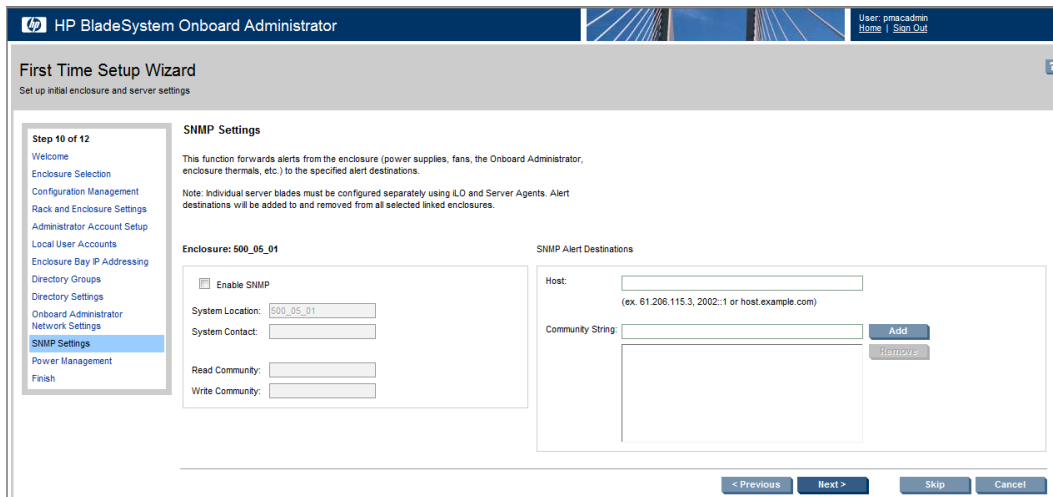 hp HP BladeSystem Onboard Administrator
User: pmacadmin
Home | Sign Out
First Time Setup Wizard
Set up initial enclosure and server settings
?
Step 10 of 12
Welcome
Enclosure Selection
Configuration Management
Rack and Enclosure Settings
Administrator Account Setup
Local User Accounts
Enclosure Bay IP Addressing
Directory Groups
Directory Settings
Onboard Administrator
Network Settings
SNMP Settings
Power Management
Finish
SNMP Settings
This function forwards alerts from the enclosure (power supplies, fans, the Onboard Administrator,
enclosure thermals, etc.) to the specified alert destinations.
Note: Individual server blades must be configured separately using iLO and Server Agents. Alert
destinations will be added to and removed from all selected linked enclosures.
Enclosure: 500_05_01
Enable SNMP
System Location: 500_05_01
System Contact:
Read Community:
Write Community:
SNMP Alert Destinations
Host:
(ex. 61.206.115.3, 2002::1 or host.example.com)
Community String:
Add
Remove
< Previous
Next >
Skip
Cancel